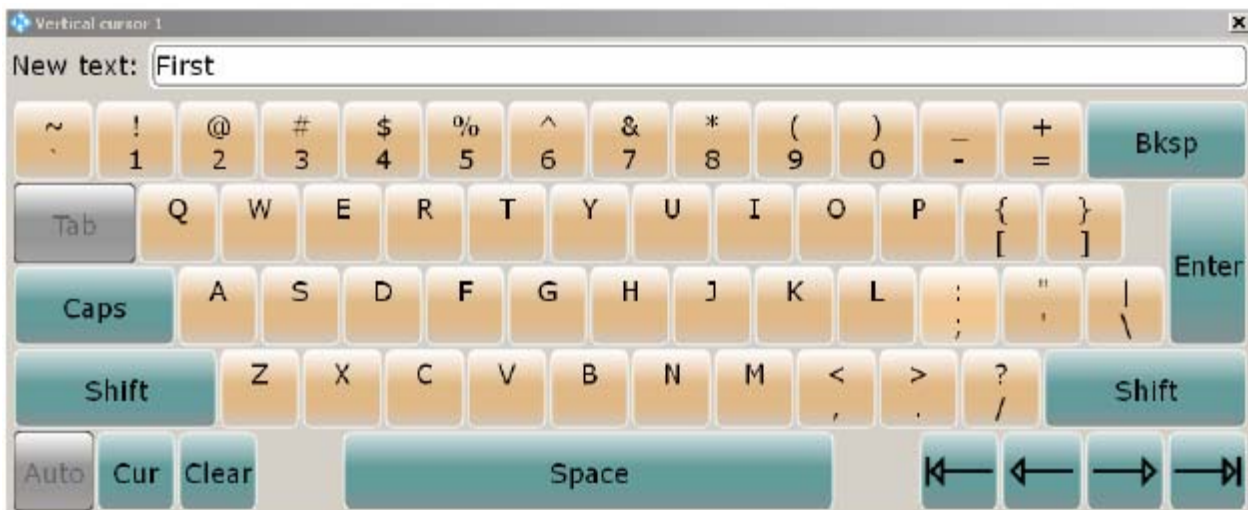 Vertical cursor 1
New text: First
~ ! @ # $ % ^ & * ( ) _ + Bksp
` 1 2 3 4 5 6 7 8 9 0 - =
Tab Q W E R T Y U I O P { }
[ ]
Enter
Caps A S D F G H J K L : " |
; ' \
Shift Z X C V B N M < > ? Shift
, . /
Auto Cur Clear Space